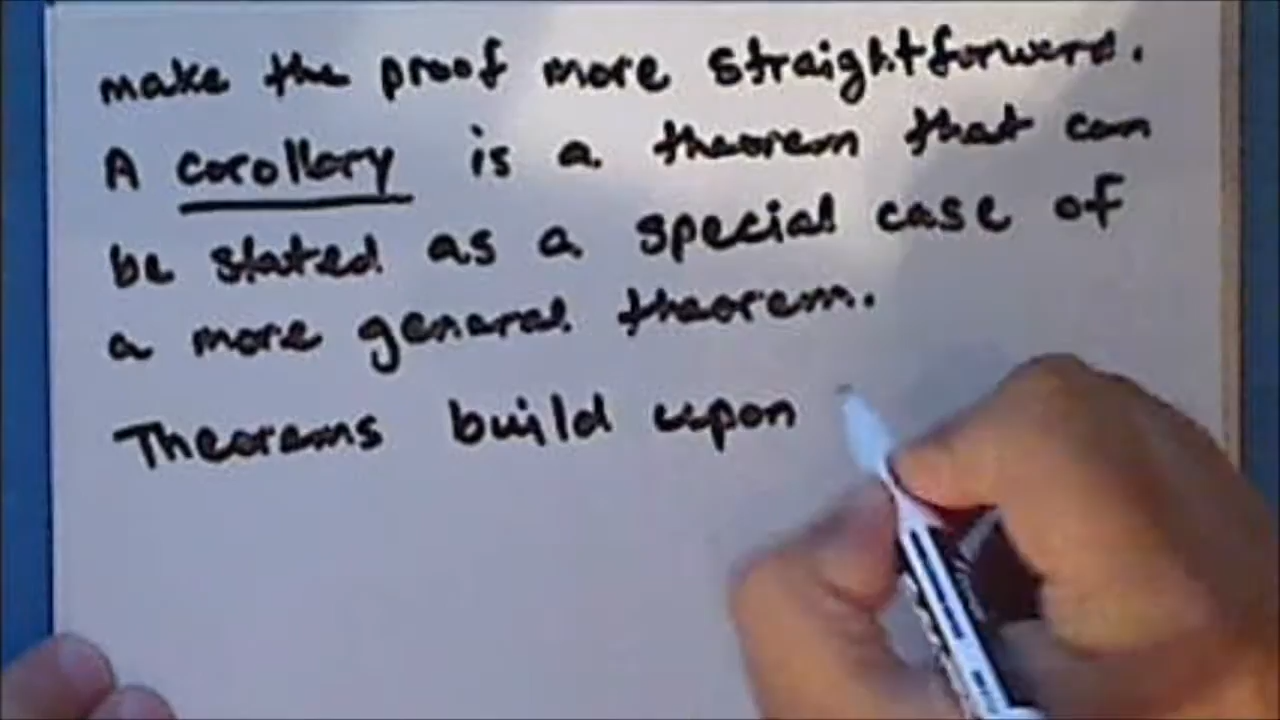 make the proof more straightforward.
A corollary is a theorem that can
be stated as a special case of
a more general theorem.
Theorems build upon